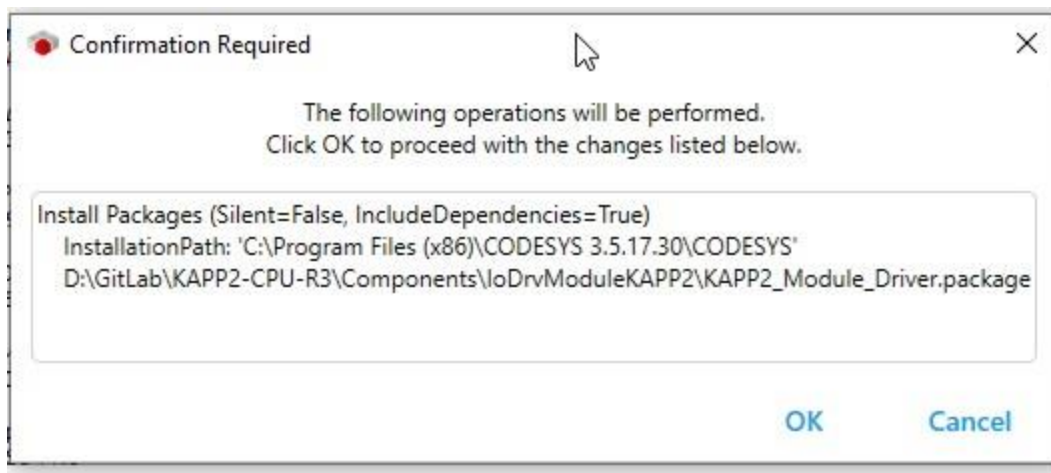 Confirmation Required
The following operations will be performed.
Click OK to proceed with the changes listed below.
Install Packages (Silent=False, IncludeDependencies=True)
InstallationPath: 'C:\Program Files (x86)\CODESYS 3.5.17.30\CODESYS'
D:\GitLab\KAPP2-CPU-R3\Components\IoDrvModuleKAPP2\KAPP2_Module_Driver.package
OK Cancel